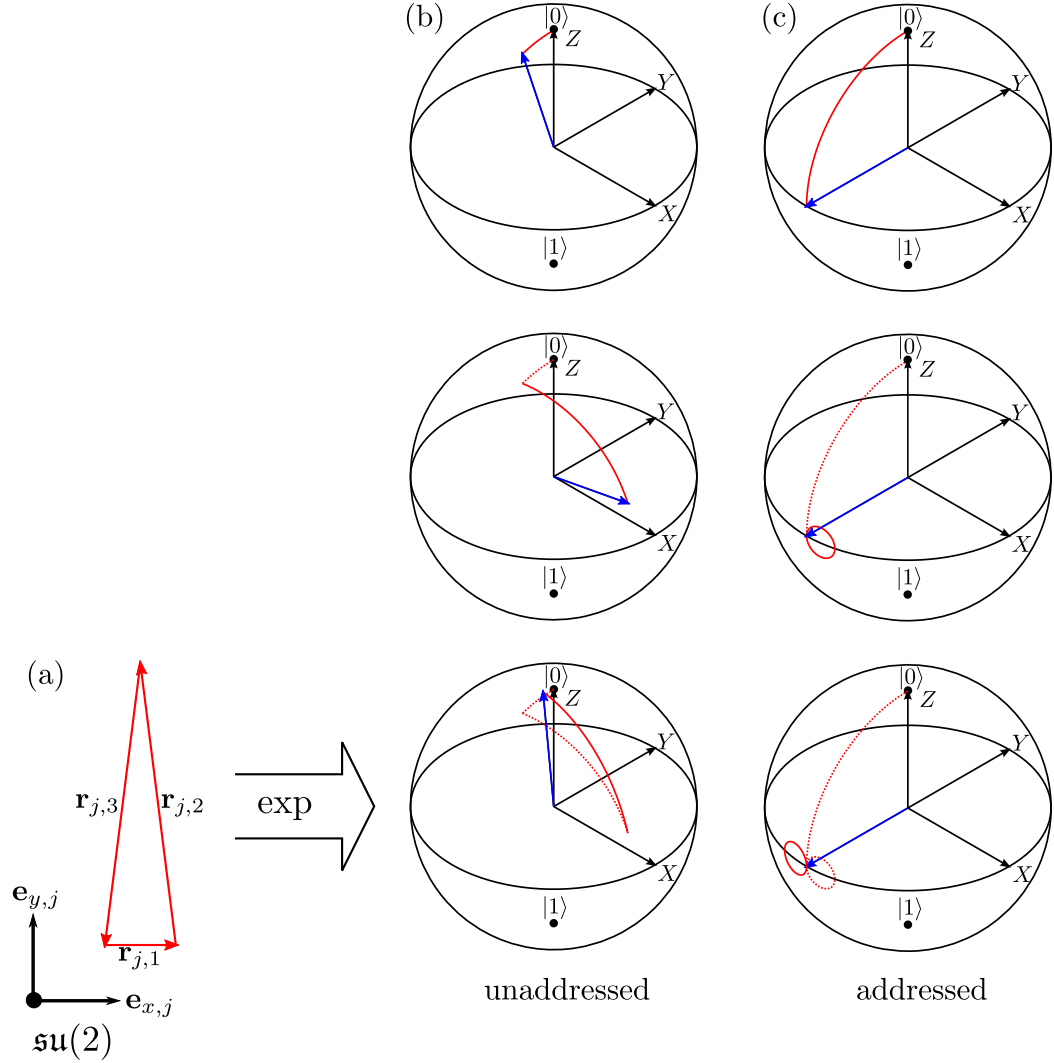 (b)
(c)
|0⟩
Z
Y
X
|1⟩
|0⟩
Z
Y
X
|1⟩
|0⟩
Z
Y
X
|1⟩
|0⟩
Z
Y
X
|1⟩
(a)
r_{j,3}
r_{j,2}
r_{j,1}
e_{y,j}
e_{x,j}
𝔰𝔲(2)
exp
|0⟩
Z
Y
X
|1⟩
unaddressed
|0⟩
Z
Y
X
|1⟩
addressed